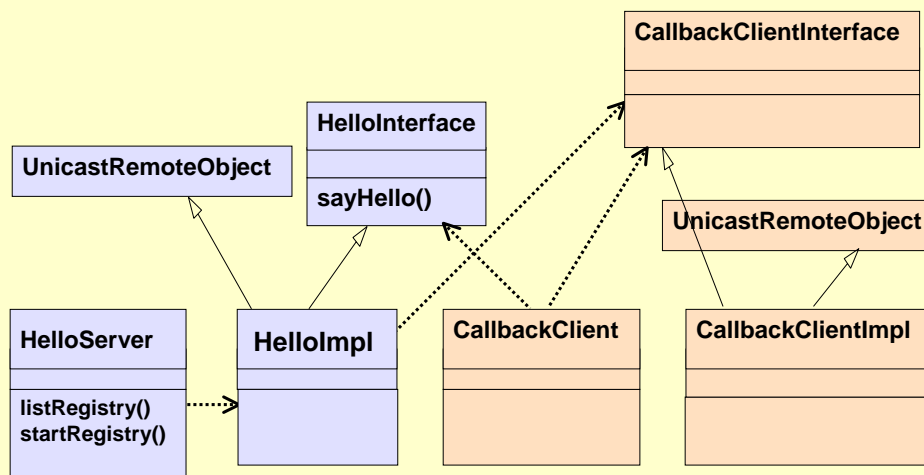 CallbackClientInterface
HelloInterface
UnicastRemoteObject
sayHello()
UnicastRemoteObject
HelloServer
HelloImpl
CallbackClient
CallbackClientImpl
listRegistry()
startRegistry()